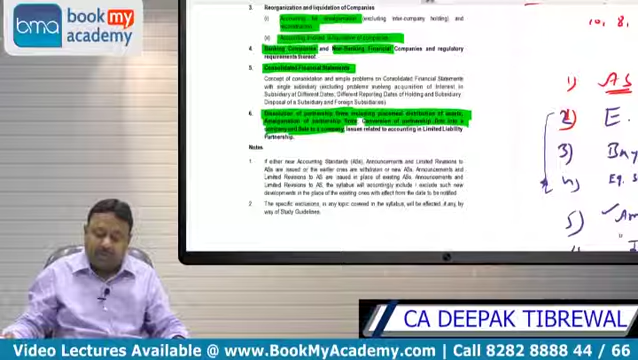 bma book my academy
3. Reorganization and liquidation of Companies
(i) Accounting for amalgamation (excluding inter-company holding) and reconstruction
(ii)
4. Banking Companies and Non-Banking Financial Companies and regulatory
requirements thereof.
5. Consolidated Financial Statements
Concept of consolidation and simple problems on Consolidated Financial Statements
with single subsidiary (excluding problems involving acquisition of Interest in
Subsidiary at Different Dates; Different Reporting Dates of Holding and Subsidiary,
Disposal of a Subsidiary and Foreign Subsidiaries)
6. Dissolution of partnership firms including piecemeal distribution of assets;
Amalgamation of partnership firms; Conversion of partnership firm into a
company and Sale to a company; Issues related to accounting in Limited Liability
Partnership.
Notes
1. If either new Accounting Standards (ASs), Announcements and Limited Revisions to
ASs are issued or the earlier ones are withdrawn or new ASs, Announcements and
Limited Revisions to AS are issued in place of existing ASs, Announcements and
Limited Revisions to AS, the syllabus will accordingly include / exclude such new
developments in the place of the existing ones with effect from the date to be notified.
2. The specific exclusions, in any topic covered in the syllabus, will be effected, if any, by
way of Study Guidelines.
10, 8,
1) AS
2) E.
3) Buy
4) Eq. S
5) Am
CA DEEPAK TIBREWAL
Video Lectures Available @ www.BookMyAcademy.com | Call 8282 8888 44 / 66